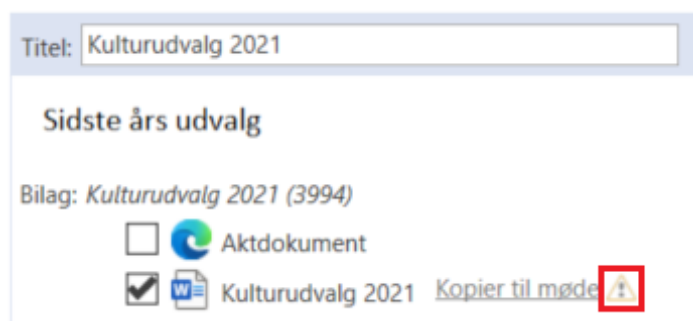 Titel: Kulturudvalg 2021
Sidste års udvalg
Bilag: Kulturudvalg 2021 (3994)
Aktdokument
Kulturudvalg 2021 Kopier til møde